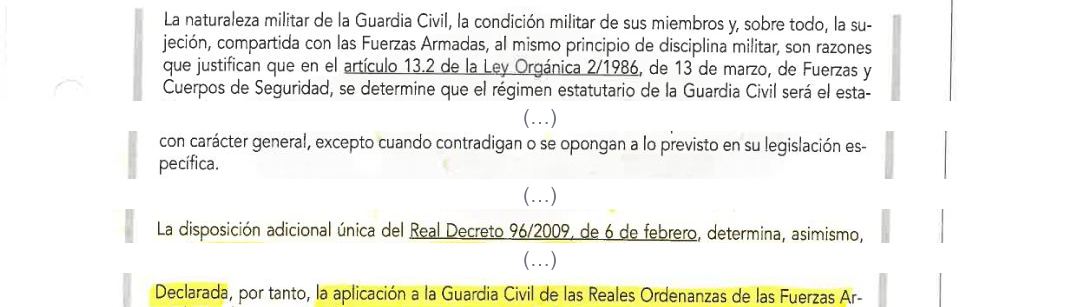 La naturaleza militar de la Guardia Civil, la condición militar de sus miembros y, sobre todo, la su-
jeción, compartida con las Fuerzas Armadas, al mismo principio de disciplina militar, son razones
que justifican que en el artículo 13.2 de la Ley Orgánica 2/1986, de 13 de marzo, de Fuerzas y
Cuerpos de Seguridad, se determine que el régimen estatutario de la Guardia Civil será el esta-
(...)
con carácter general, excepto cuando contradigan o se opongan a lo previsto en su legislación es-
pecífica.
(...)
La disposición adicional única del Real Decreto 96/2009, de 6 de febrero, determina, asimismo,
(...)
Declarada, por tanto, la aplicación a la Guardia Civil de las Reales Ordenanzas de las Fuerzas Ar-